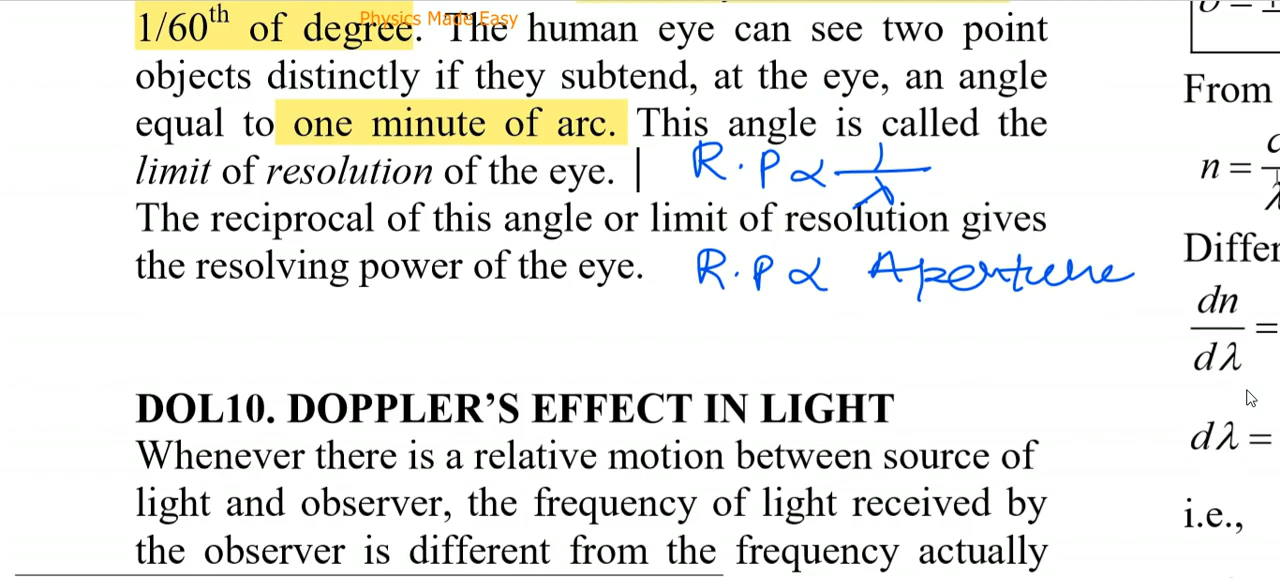 Physics Made Easy
1/60th of degree. The human eye can see two point
objects distinctly if they subtend, at the eye, an angle
equal to one minute of arc. This angle is called the
limit of resolution of the eye. |
R.P ∝ 1/λ
The reciprocal of this angle or limit of resolution gives
the resolving power of the eye.
R.P ∝ Aperture
DOL10. DOPPLER'S EFFECT IN LIGHT
Whenever there is a relative motion between source of
light and observer, the frequency of light received by
the observer is different from the frequency actually
From
n =
Differ
dn
dλ =
dλ =
i.e.,